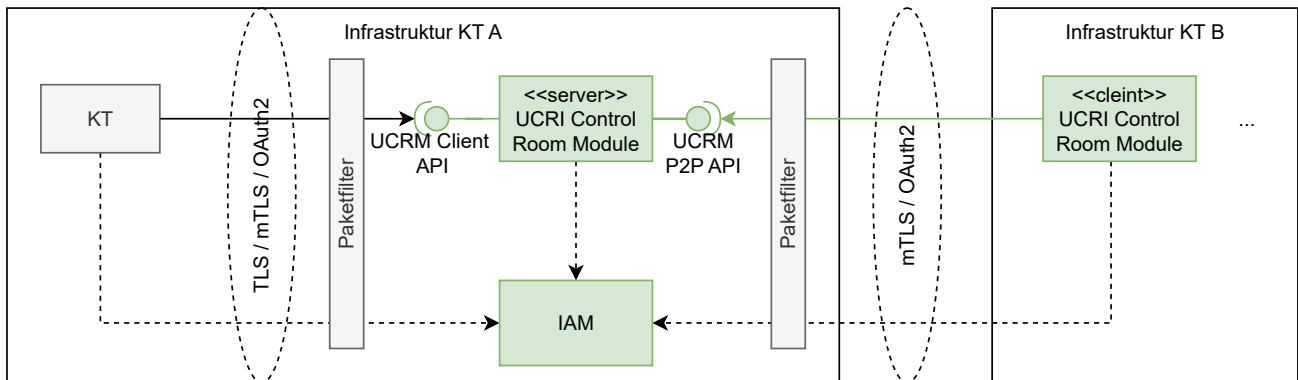 Infrastruktur KT A
Infrastruktur KT B
KT
TLS / mTLS / OAuth2
Paketfilter
UCRM Client
API
<<server>>
UCRI Control
Room Module
UCRM
P2P API
Paketfilter
mTLS / OAuth2
<<cleint>>
UCRI Control
Room Module
...
IAM